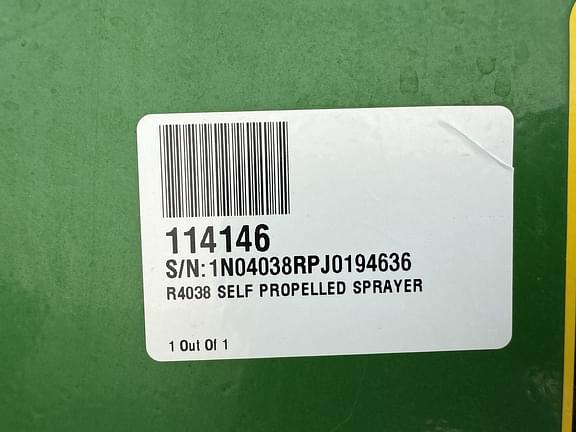 114146
S/N:1N04038RPJ0194636
R4038 SELF PROPELLED SPRAYER
1 Out Of 1